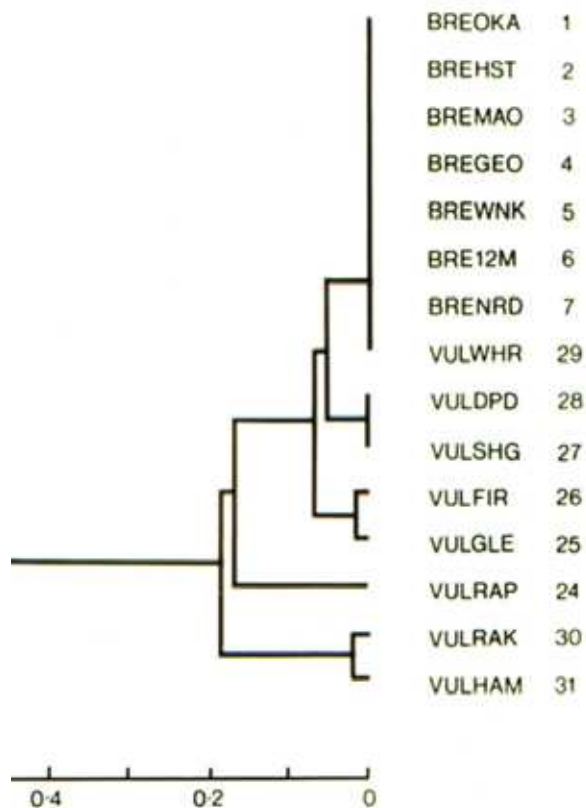 BREOKA 1
BREHST 2
BREMAO 3
BREGEO 4
BREWNK 5
BRE12M 6
BRENRD 7
VULWHR 29
VULDPD 28
VULSHG 27
VULFIR 26
VULGLE 25
VULRAP 24
VULRAK 30
VULHAM 31
0·4 0·2 0